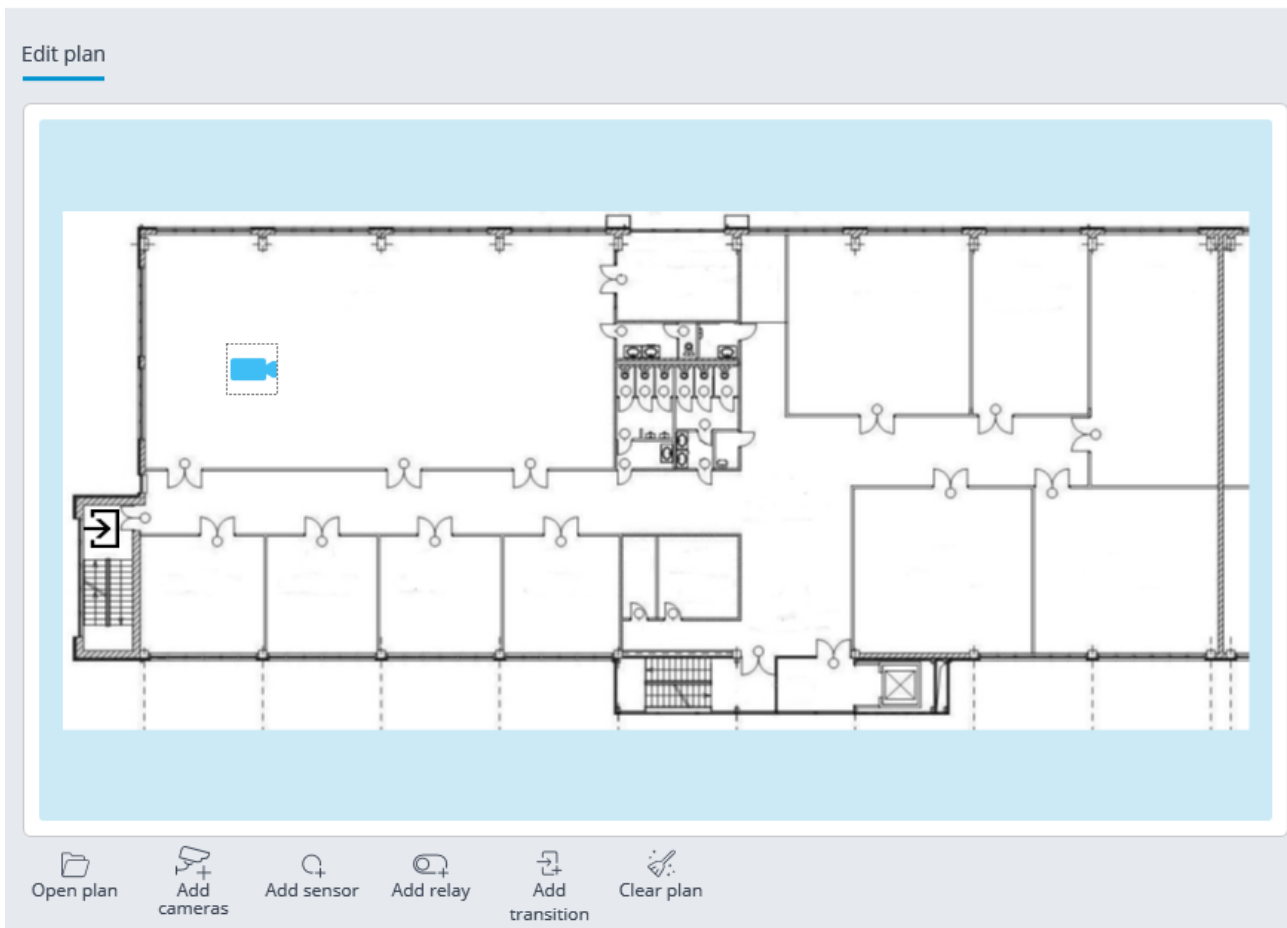 Edit plan
Open plan
Add
cameras
Add sensor
Add relay
Add
transition
Clear plan